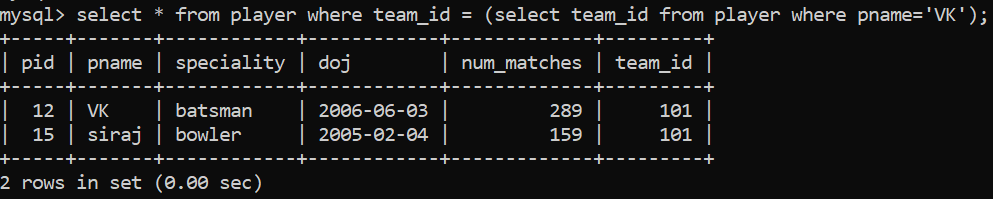 mysql> select * from player where team_id = (select team_id from player where pname='VK');
+-----+-------+------------+------------+-------------+---------+
| pid | pname | speciality | doj        | num_matches | team_id |
+-----+-------+------------+------------+-------------+---------+
|  12 | VK    | batsman    | 2006-06-03 |         289 |     101 |
|  15 | siraj | bowler     | 2005-02-04 |         159 |     101 |
+-----+-------+------------+------------+-------------+---------+
2 rows in set (0.00 sec)